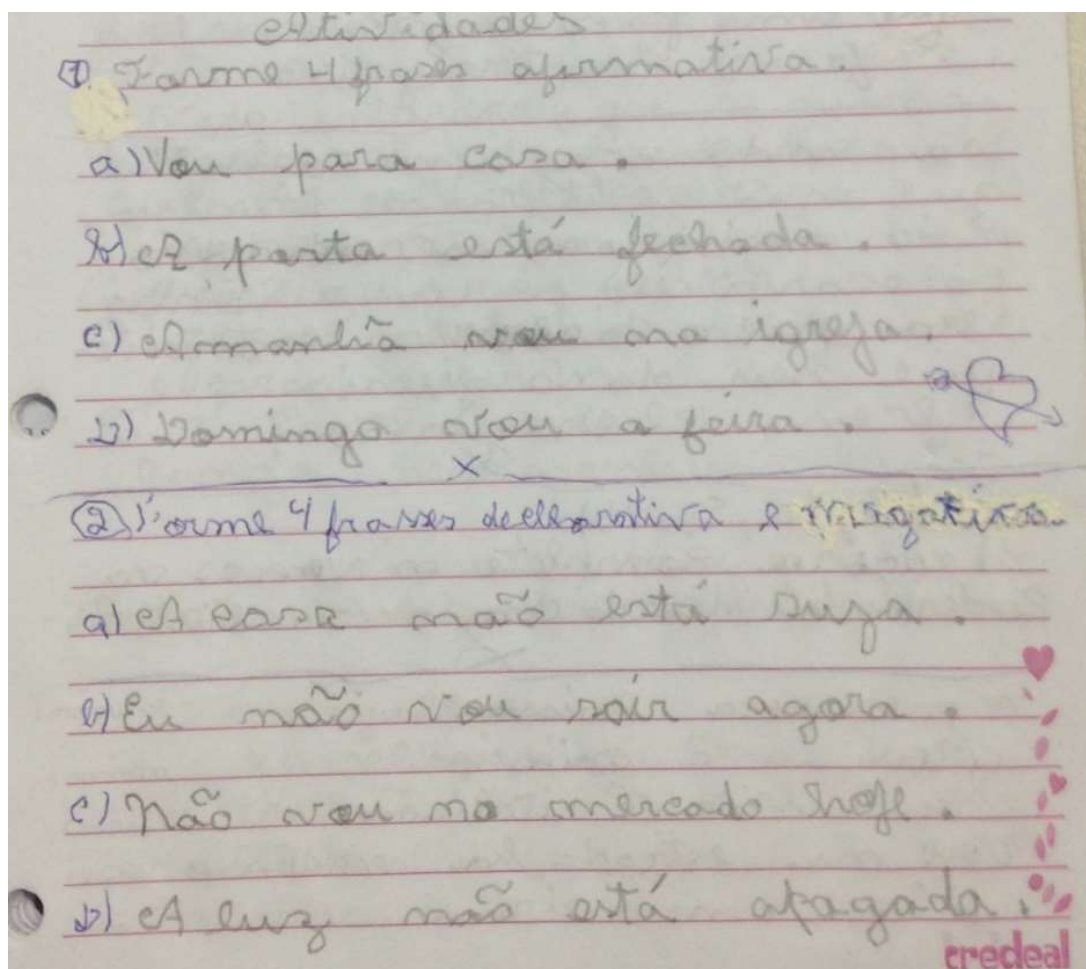 Atividades
1 Forme 4 frases afirmativa.
a) Vou para casa.
b) A porta está fechada.
c) Amanhã vou na igreja.
D) Domingo vou a feira.
x
2 Forme 4 frases declarativa e negativa.
a) A casa não está suja.
b) Eu não vou sair agora.
c) Não vou no mercado hoje.
D) A luz não está apagada.
credeal